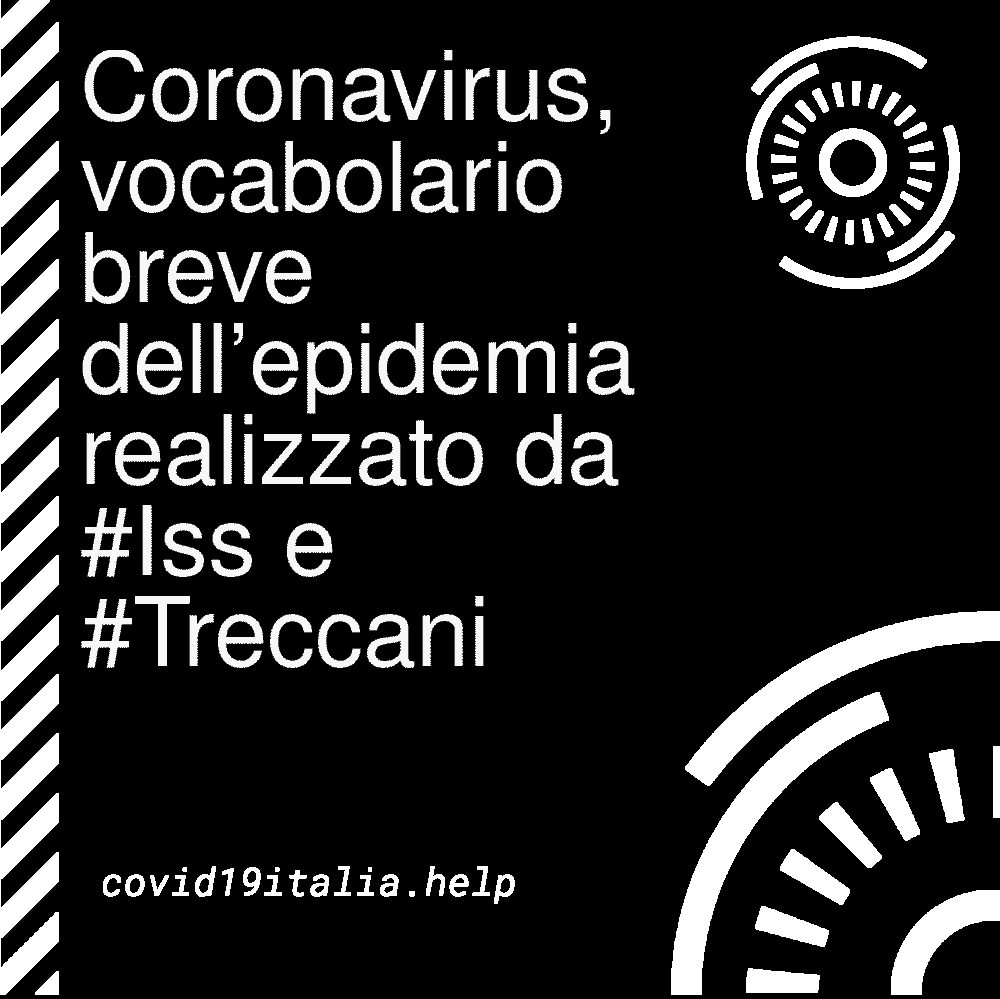 Coronavirus,
vocabolario
breve
dell’epidemia
realizzato da
#Iss e
#Treccani
covid19italia.help